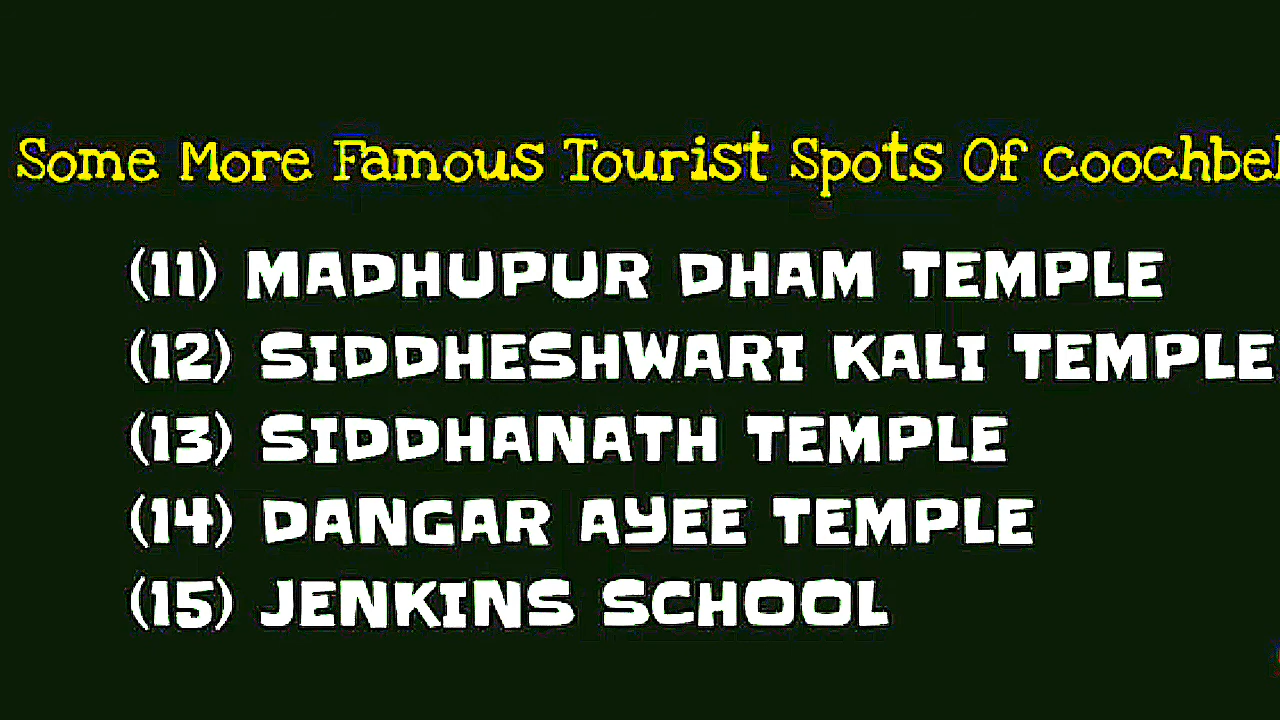 Some More Famous Tourist Spots Of coochbe
(11) MADHUPUR DHAM TEMPLE
(12) SIDDHESHWARI KALI TEMPLE
(13) SIDDHANATH TEMPLE
(14) DANGAR AYEE TEMPLE
(15) JENKINS SCHOOL